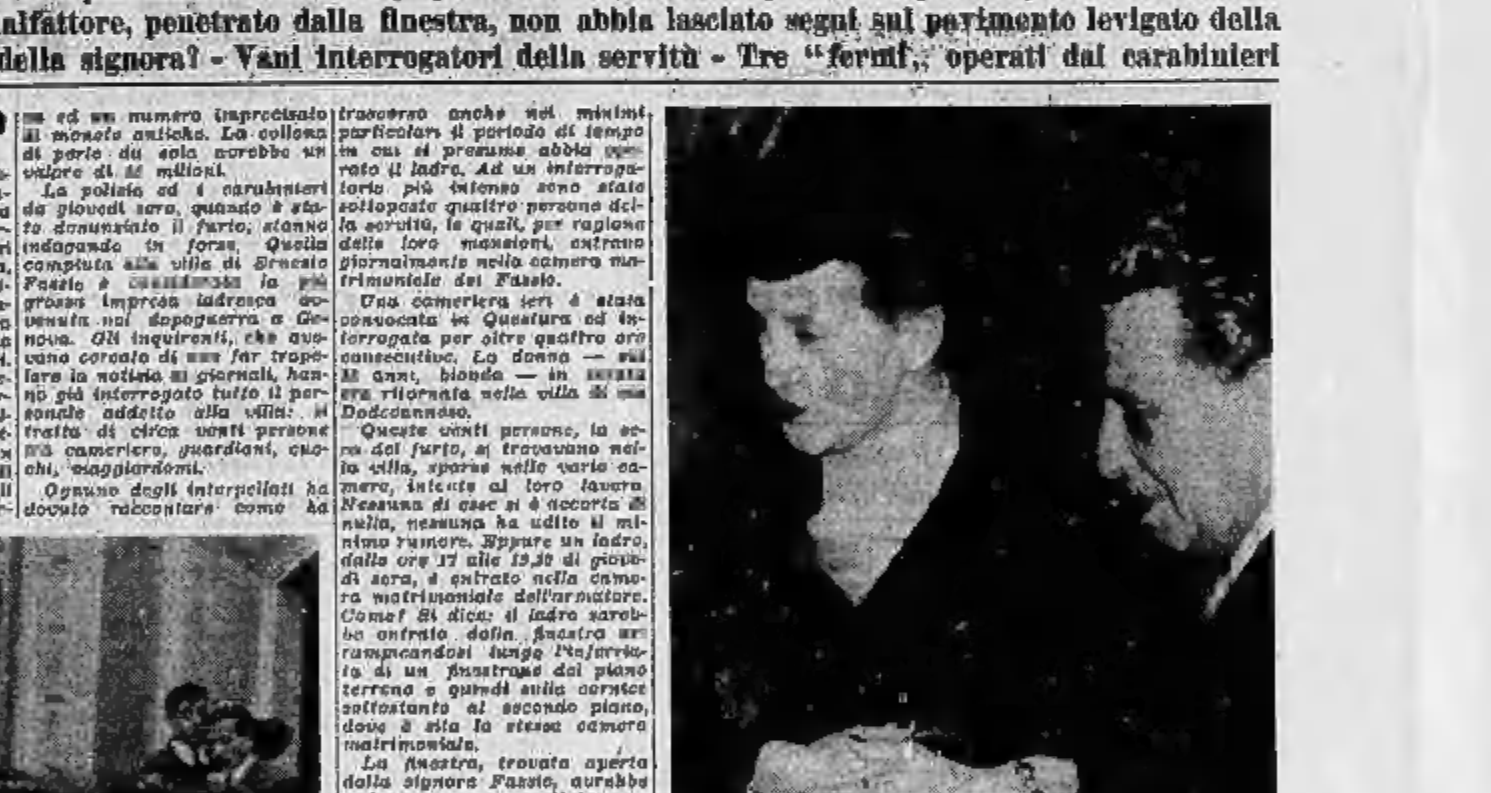 alfattore, penetrato dalla finestra, non abbia lasciato segni sul pavimento levigato della
della signora? - Vani interrogatori della servitù - Tre "fermi", operati dai carabinieri
ed un numero imprecisato
di monete antiche. La collana
di perle da sola avrebbe un
valore di milioni.
La polizia ed i carabinieri
da giovedì sera, quando è sta-
to denunziato il furto, stanno
indagando in forze. Quella
compiuta alla villa di Ernesto
Fassio è considerata la più
grossa impresa ladresca av-
venuta nel dopoguerra a Ge-
nova. Gli inquirenti, che ave-
vano cercato di non far trape-
lare la notizia ai giornali, han-
no già interrogato tutto il per-
sonale addetto alla villa: si
tratta di circa venti persone
tra cameriere, guardiani, cuo-
chi, maggiordomi.
Ognuno degli interpellati ha
dovuto raccontare come ha
trascorso anche nei minimi
particolari il periodo di tempo
in cui si presume abbia ope-
rato il ladro. Ad un interroga-
torio più intenso sono state
sottoposte quattro persone del-
la servitù, le quali, per ragione
delle loro mansioni, entrano
giornalmente nella camera ma-
trimoniale dei Fassio.
Una cameriera ieri è stata
convocata in Questura ed in-
terrogata per oltre quattro ore
consecutive. La donna —
anni, bionda — in
era ritornata nella villa di
Dodecanneso.
Queste venti persone, la se-
ra del furto, si trovavano nel-
la villa, sparse nelle varie ca-
mere, intente al loro lavoro.
Nessuna di esse si è accorta di
nulla, nessuna ha udito il mi-
nimo rumore. Eppure un ladro,
dalle ore 17 alle 19,30 di giove-
dì sera, è entrato nella came-
ra matrimoniale dell'armatore.
Come? Si dice: il ladro sareb-
be entrato dalla finestra ar-
rampicandosi lungo l'inferria-
ta di un finestrone del piano
terreno e quindi sulla cornice
sottostante al secondo piano,
dove è sita la stessa camera
matrimoniale.
La finestra, trovata aperta
dalla signora Fassio, avrebbe